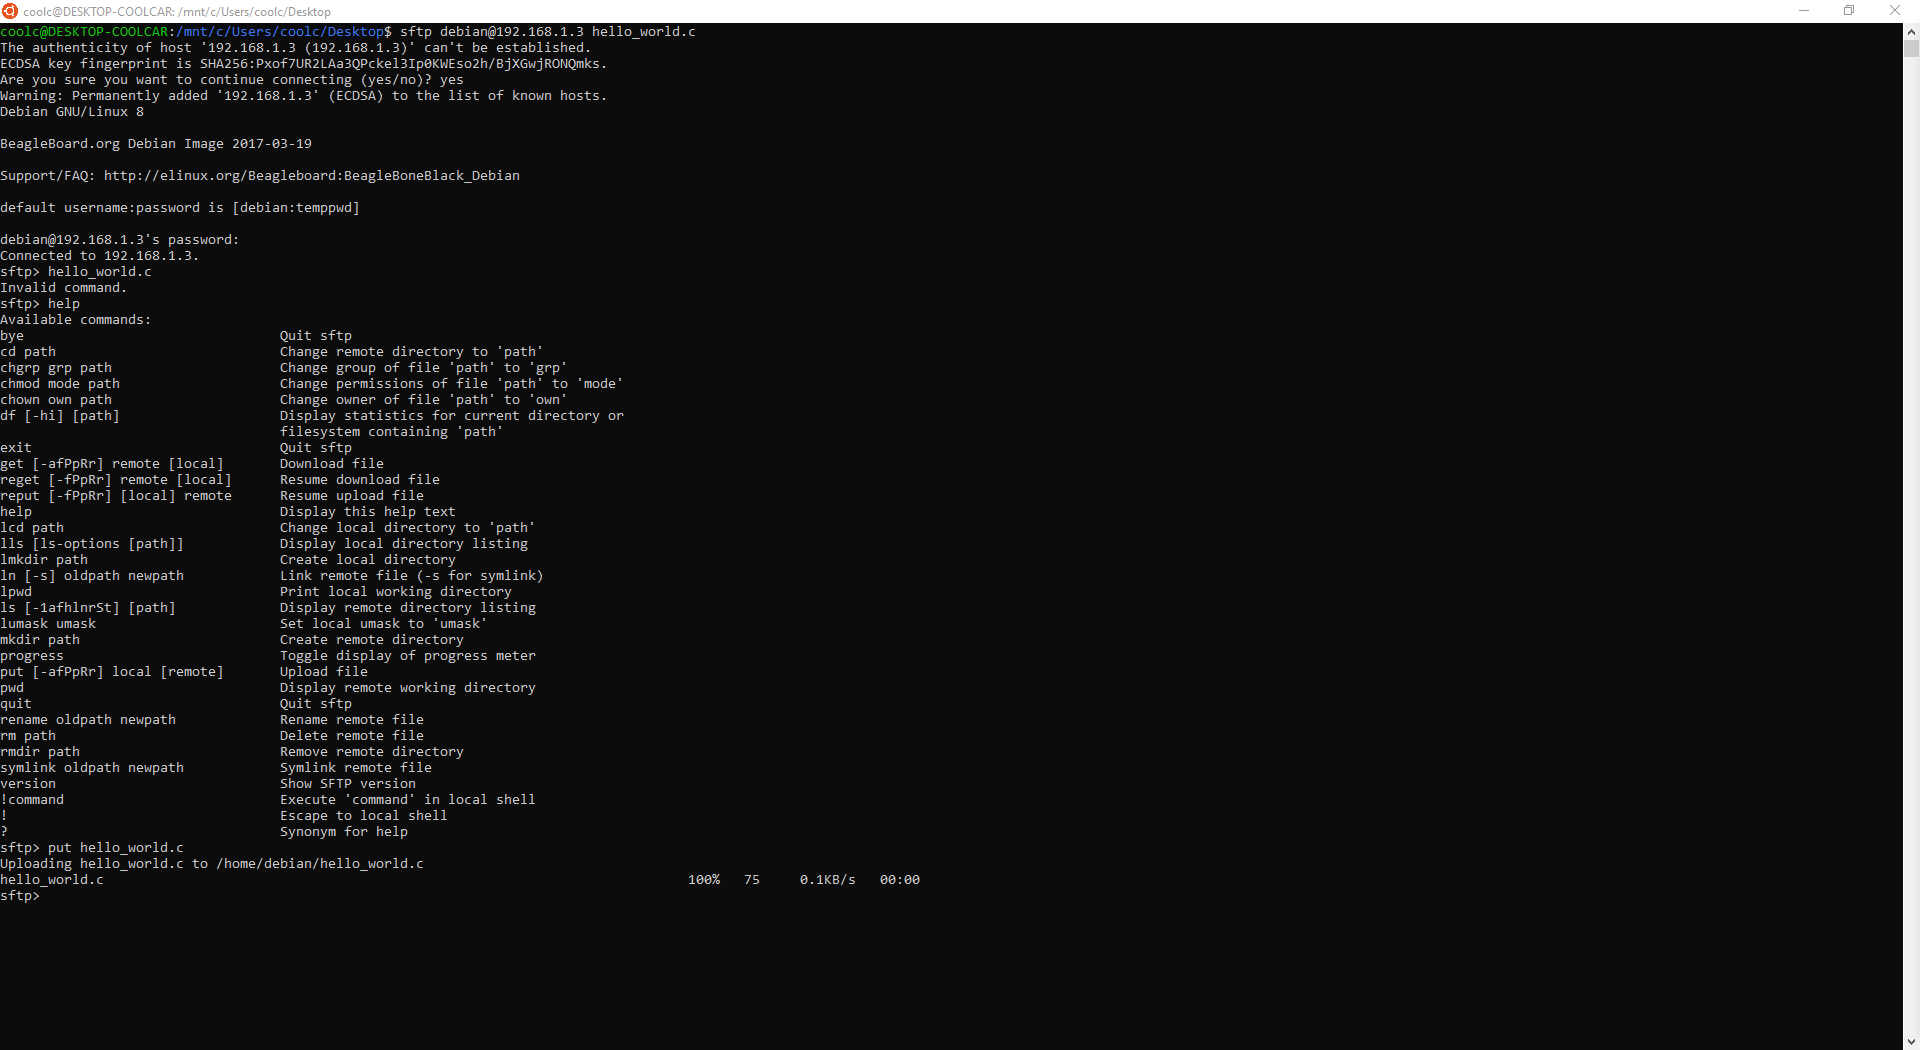 coolc@DESKTOP-COOLCAR: /mnt/c/Users/coolc/Desktop
coolc@DESKTOP-COOLCAR:/mnt/c/Users/coolc/Desktop$ sftp debian@192.168.1.3 hello_world.c
The authenticity of host '192.168.1.3 (192.168.1.3)' can't be established.
ECDSA key fingerprint is SHA256:Pxof7UR2LAa3QPckel3Ip0KWEso2h/BjXGwjRONQmks.
Are you sure you want to continue connecting (yes/no)? yes
Warning: Permanently added '192.168.1.3' (ECDSA) to the list of known hosts.
Debian GNU/Linux 8
BeagleBoard.org Debian Image 2017-03-19
Support/FAQ: http://elinux.org/Beagleboard:BeagleBoneBlack_Debian
default username:password is [debian:temppwd]
debian@192.168.1.3's password:
Connected to 192.168.1.3.
sftp> hello_world.c
Invalid command.
sftp> help
Available commands:
bye                                Quit sftp
cd path                            Change remote directory to 'path'
chgrp grp path                     Change group of file 'path' to 'grp'
chmod mode path                    Change permissions of file 'path' to 'mode'
chown own path                     Change owner of file 'path' to 'own'
df [-hi] [path]                    Display statistics for current directory or
                                   filesystem containing 'path'
exit                               Quit sftp
get [-afPpRr] remote [local]       Download file
reget [-fPpRr] remote [local]      Resume download file
reput [-fPpRr] [local] remote      Resume upload file
help                               Display this help text
lcd path                           Change local directory to 'path'
lls [ls-options [path]]            Display local directory listing
lmkdir path                        Create local directory
ln [-s] oldpath newpath            Link remote file (-s for symlink)
lpwd                               Print local working directory
ls [-1afhlnrSt] [path]             Display remote directory listing
lumask umask                       Set local umask to 'umask'
mkdir path                         Create remote directory
progress                           Toggle display of progress meter
put [-afPpRr] local [remote]       Upload file
pwd                                Display remote working directory
quit                               Quit sftp
rename oldpath newpath             Rename remote file
rm path                            Delete remote file
rmdir path                         Remove remote directory
symlink oldpath newpath            Symlink remote file
version                            Show SFTP version
!command                           Execute 'command' in local shell
!                                  Escape to local shell
?                                  Synonym for help
sftp> put hello_world.c
Uploading hello_world.c to /home/debian/hello_world.c
hello_world.c                      100%   75     0.1KB/s   00:00
sftp>